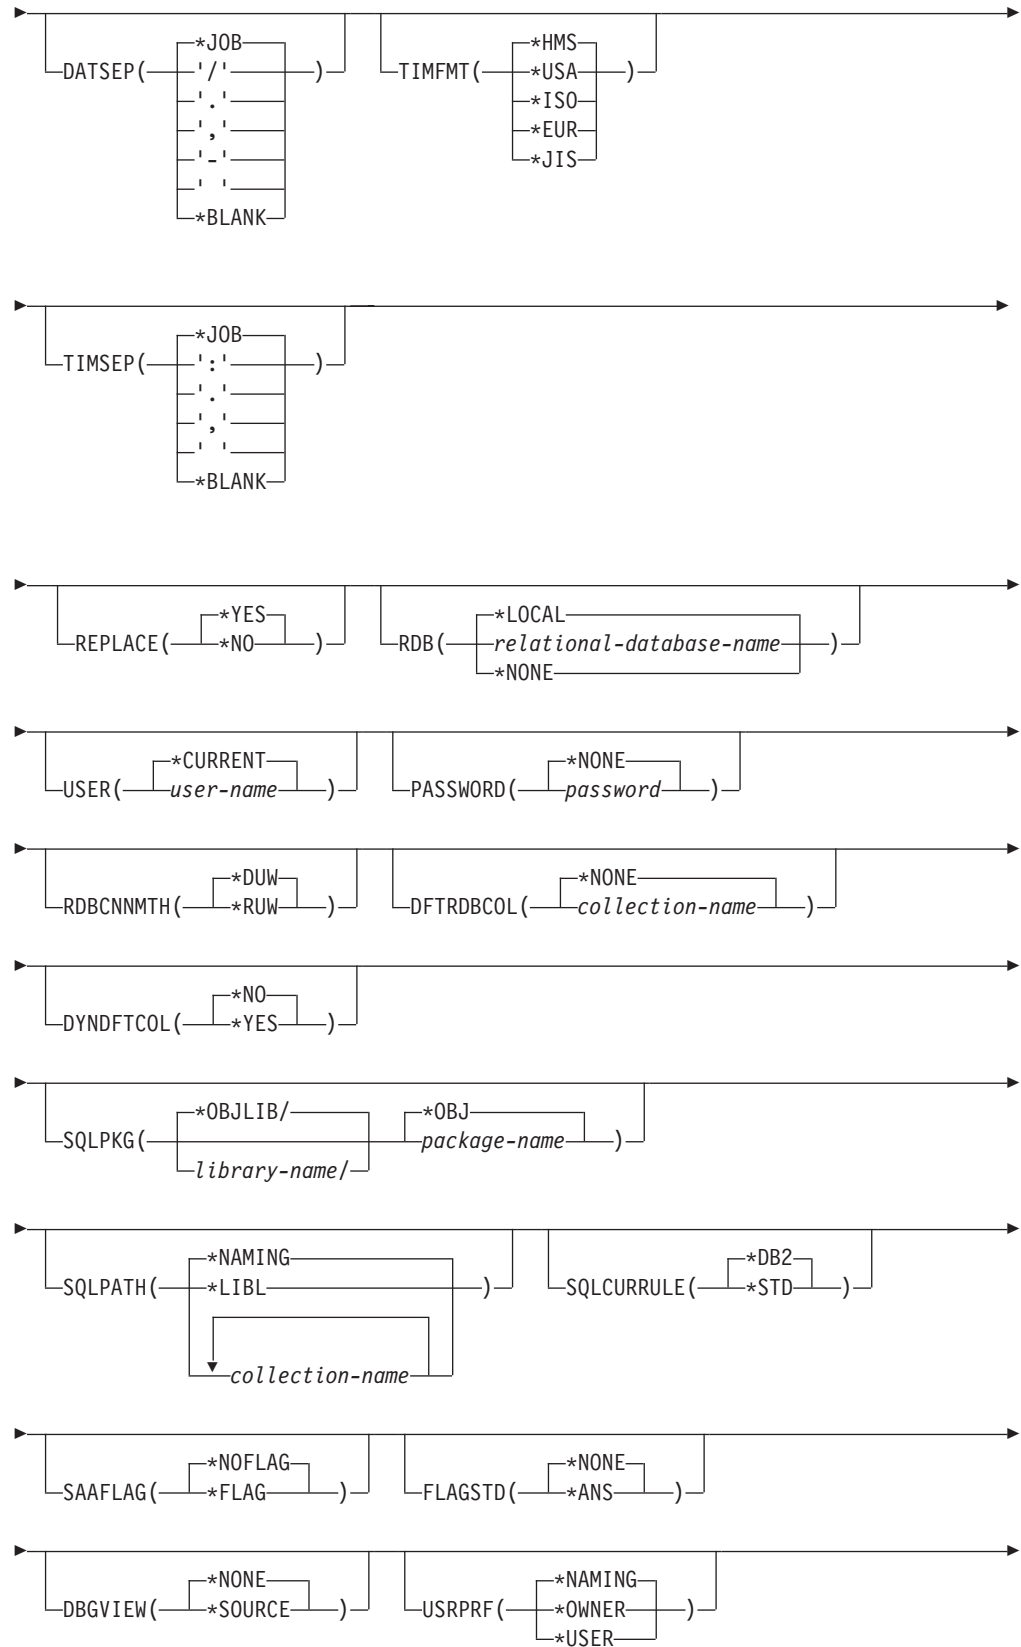 *JOB *HMS
DATSEP( '/' ) TIMFMT( *USA )
'.' *ISO
',' *EUR
'-' *JIS
' '
*BLANK
*JOB
TIMSEP( ':' )
'.'
','
' '
*BLANK
*YES *LOCAL
REPLACE( *NO ) RDB( relational-database-name )
*NONE
*CURRENT *NONE
USER( user-name ) PASSWORD( password )
*DUW *NONE
RDBCNNMTH( *RUW ) DFTRDBCOL( collection-name )
*NO
DYNDFTCOL( *YES )
*OBJLIB/ *OBJ
SQLPKG( package-name )
library-name/
*NAMING *DB2
SQLPATH( *LIBL ) SQLCURRULE( *STD )
collection-name
*NOFLAG *NONE
SAAFLAG( *FLAG ) FLAGSTD( *ANS )
*NONE *NAMING
DBGVIEW( *SOURCE ) USRPRF( *OWNER )
*USER